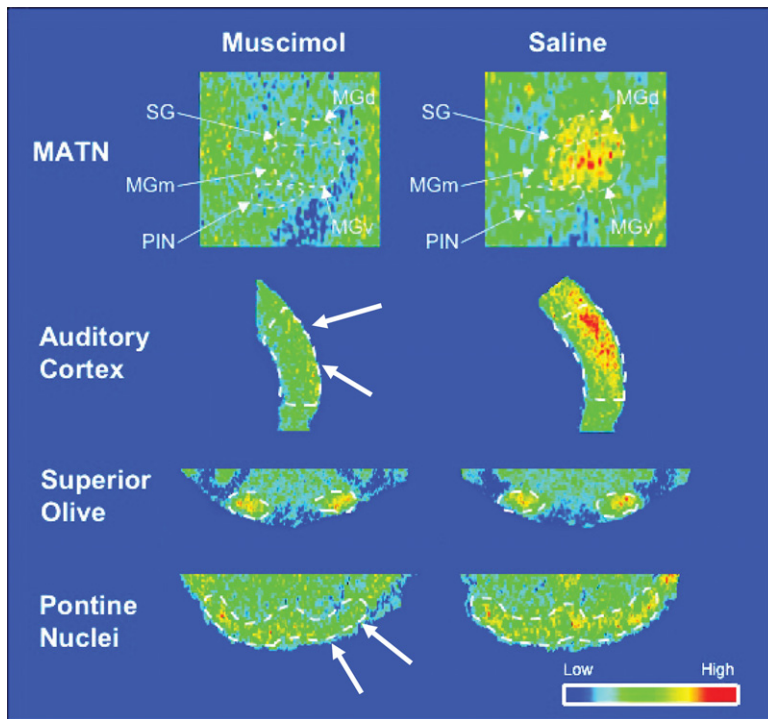 Muscimol
Saline
MATN
SG
MGd
MGm
PIN
MGv
SG
MGd
MGm
PIN
MGv
Auditory
Cortex
Superior
Olive
Pontine
Nuclei
Low
High